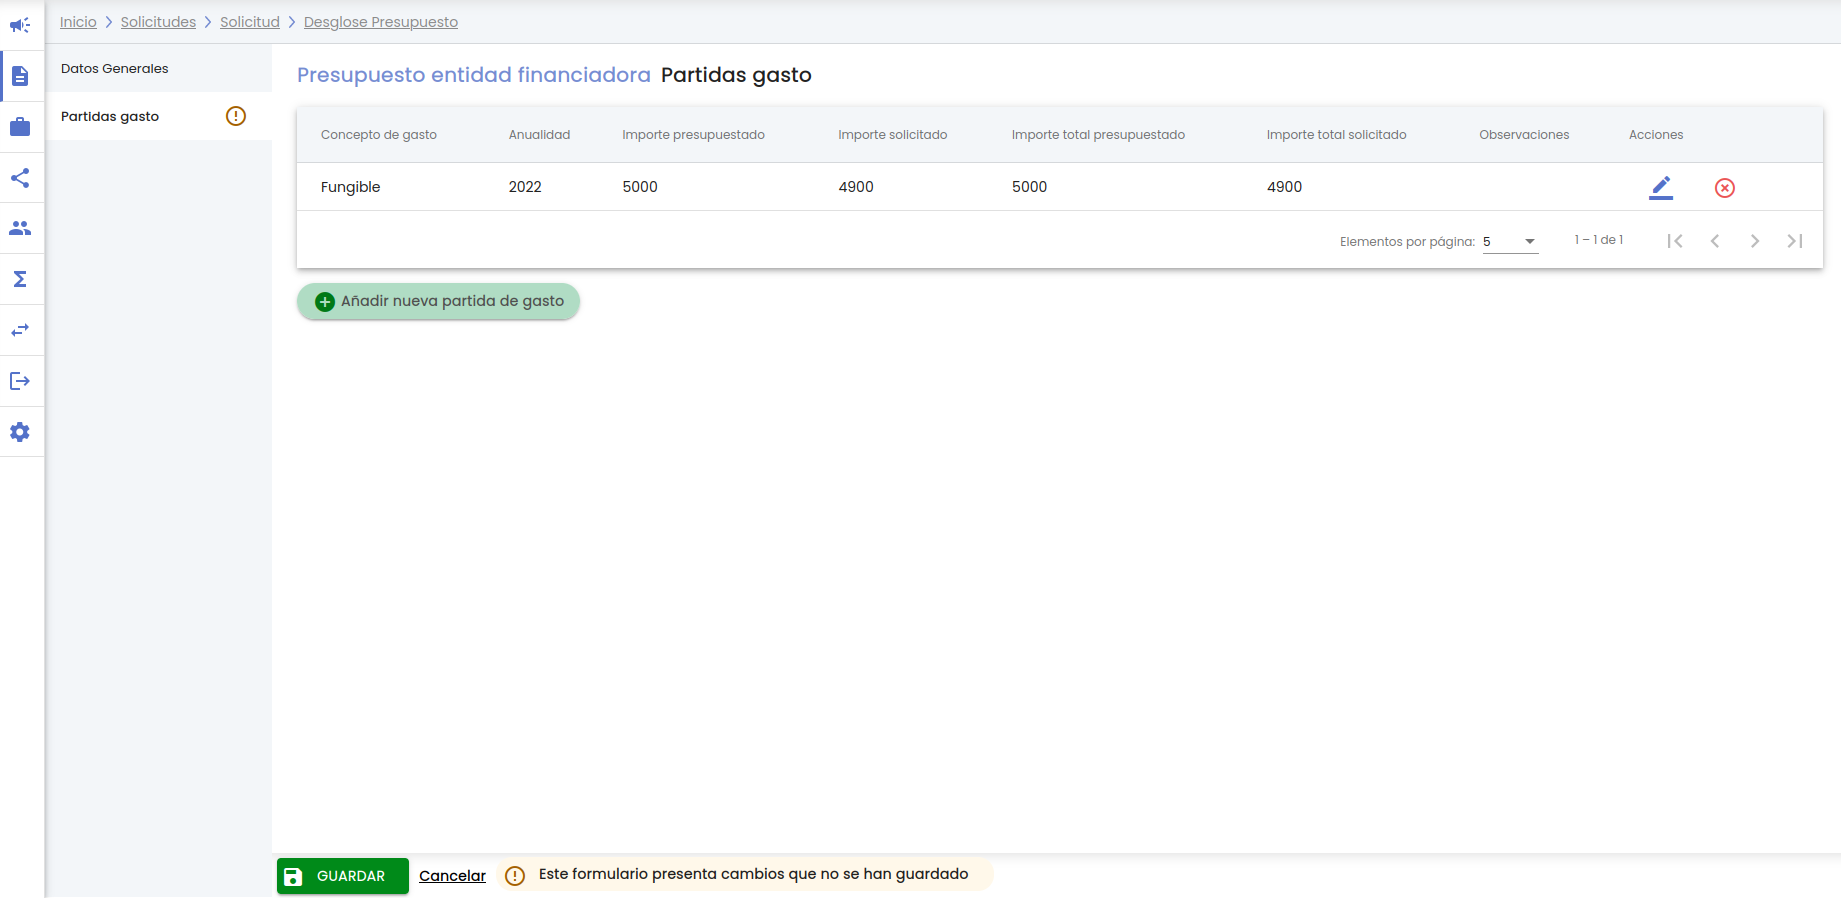 Inicio > Solicitudes > Solicitud > Desglose Presupuesto
Datos Generales
Partidas gasto
Presupuesto entidad financiadora Partidas gasto
Concepto de gasto Anualidad Importe presupuestado Importe solicitado Importe total presupuestado Importe total solicitado Observaciones Acciones
Fungible 2022 5000 4900 5000 4900
Elementos por página: 5 1 – 1 de 1
Añadir nueva partida de gasto
GUARDAR Cancelar Este formulario presenta cambios que no se han guardado